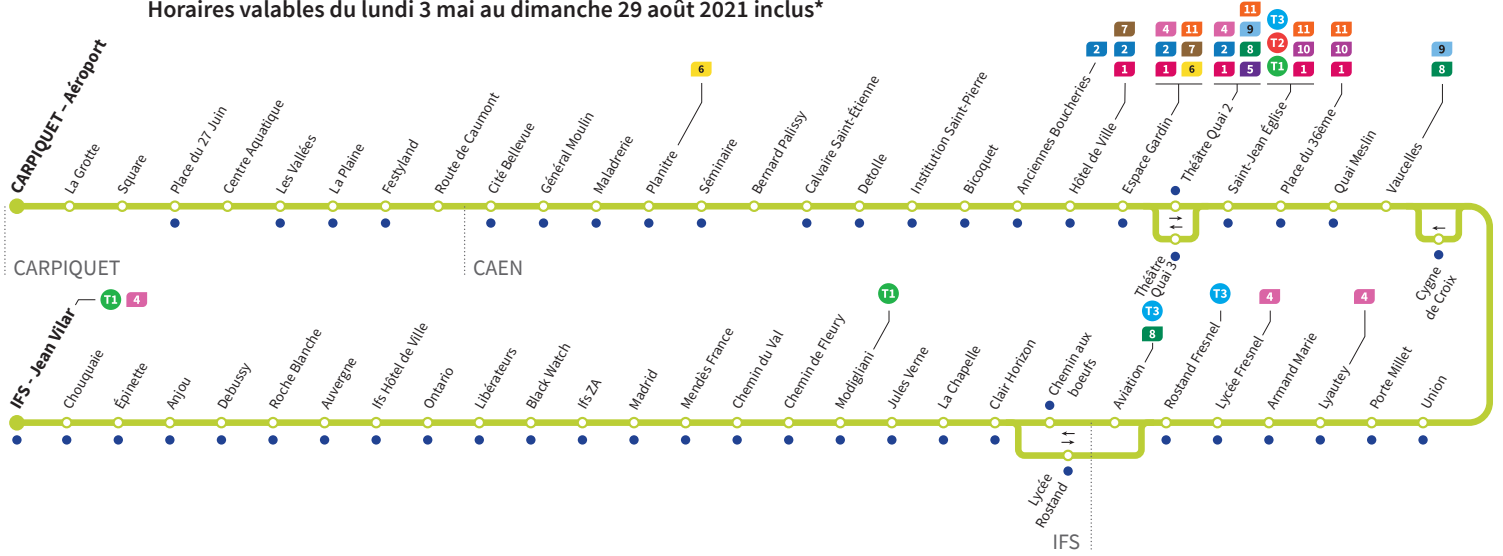 Horaires valables du lundi 3 mai au dimanche 29 août 2021 inclus*
CARPIQUET – Aéroport
La Grotte
Square
Place du 27 Juin
Centre Aquatique
Les Vallées
La Plaine
Festyland
Route de Caumont
Cité Bellevue
Général Moulin
Maladrerie
Planitre
6
Séminaire
Bernard Palissy
Calvaire Saint-Étienne
Detolle
Institution Saint-Pierre
Bicoquet
Anciennes Boucheries
2
Hôtel de Ville
7
2
1
Espace Gardin
4 11
2 7
1 6
Théâtre Quai 2
11
4 9
2 8
1 5
Saint-Jean Église
T3 11
T2 10
T1 1
Place du 36ème
11
10
1
Quai Meslin
Vaucelles
9
8
CARPIQUET
CAEN
Théâtre
Quai 3
Cygne
de Croix
IFS - Jean Vilar
T1 4
Chouquaie
Épinette
Anjou
Debussy
Roche Blanche
Auvergne
Ifs Hôtel de Ville
Ontario
Libérateurs
Black Watch
Ifs ZA
Madrid
Mendès France
Chemin du Val
Chemin de Fleury
Modigliani
T1
Jules Verne
La Chapelle
Clair Horizon
Chemin aux
boeufs
Aviation
T3
8
Rostand Fresnel
T3
Lycée Fresnel
4
Armand Marie
Lyautey
4
Porte Millet
Union
Lycée
Rostand
IFS